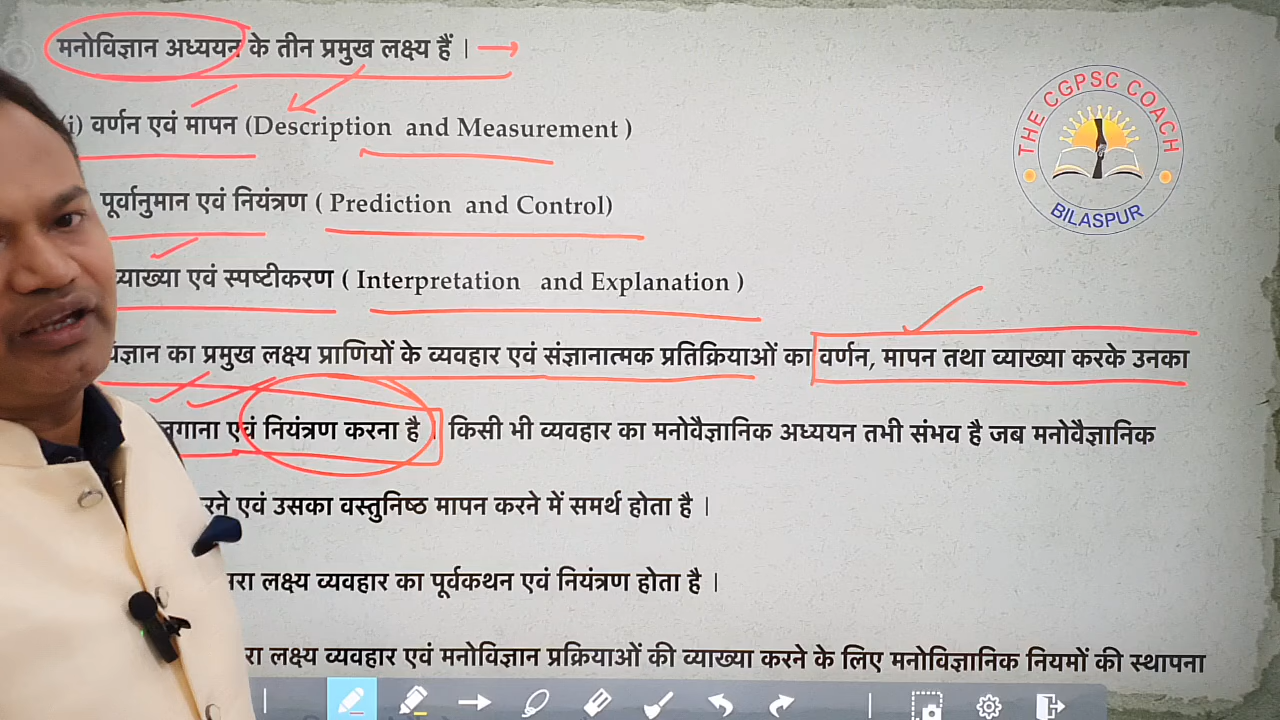 मनोविज्ञान अध्ययन के तीन प्रमुख लक्ष्य हैं |
(i) वर्णन एवं मापन (Description and Measurement )
पूर्वानुमान एवं नियंत्रण ( Prediction and Control)
व्याख्या एवं स्पष्टीकरण ( Interpretation and Explanation )
का प्रमुख लक्ष्य प्राणियों के व्यवहार एवं संज्ञानात्मक प्रतिक्रियाओं का वर्णन, मापन तथा व्याख्या करके उनका
एवं नियंत्रण करना है | किसी भी व्यवहार का मनोवैज्ञानिक अध्ययन तभी संभव है जब मनोवैज्ञानिक
एवं उसका वस्तुनिष्ठ मापन करने में समर्थ होता है |
लक्ष्य व्यवहार का पूर्वकथन एवं नियंत्रण होता है |
लक्ष्य व्यवहार एवं मनोविज्ञान प्रक्रियाओं की व्याख्या करने के लिए मनोविज्ञानिक नियमों की स्थापना
THE CGPSC COACH
BILASPUR